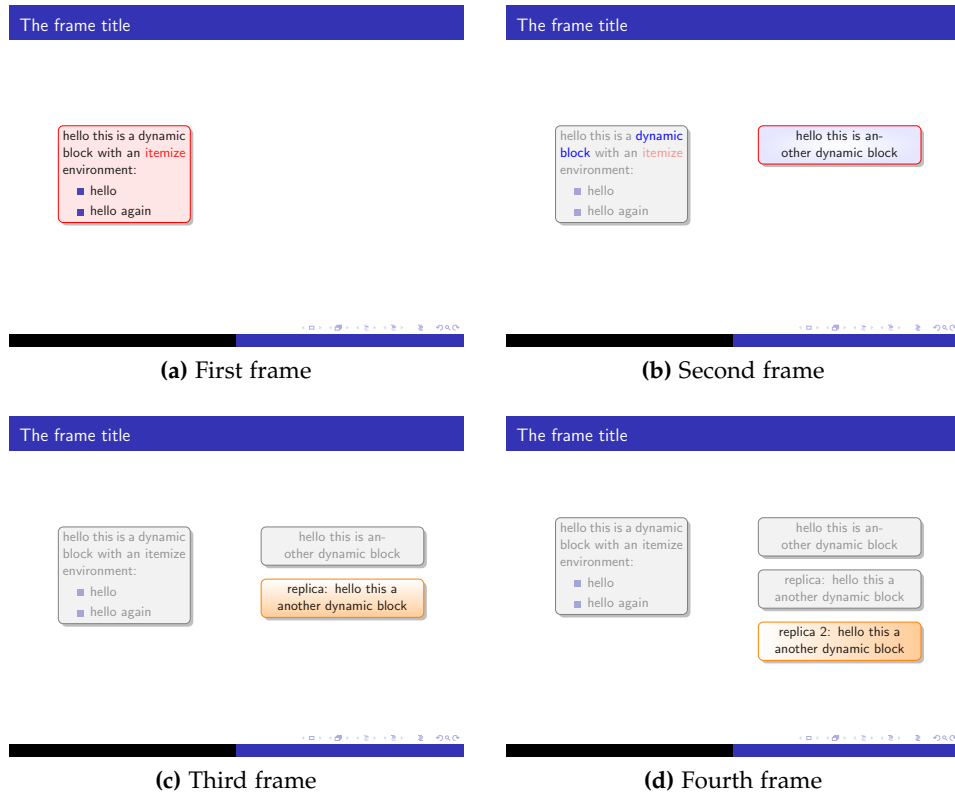 The frame title
hello this is a dynamic
block with an itemize
environment:
hello
hello again
(a) First frame
The frame title
hello this is a dynamic
block with an itemize
environment:
hello
hello again
hello this is an-
other dynamic block
(b) Second frame
The frame title
hello this is a dynamic
block with an itemize
environment:
hello
hello again
hello this is an-
other dynamic block
replica: hello this a
another dynamic block
(c) Third frame
The frame title
hello this is a dynamic
block with an itemize
environment:
hello
hello again
hello this is an-
other dynamic block
replica: hello this a
another dynamic block
replica 2: hello this a
another dynamic block
(d) Fourth frame